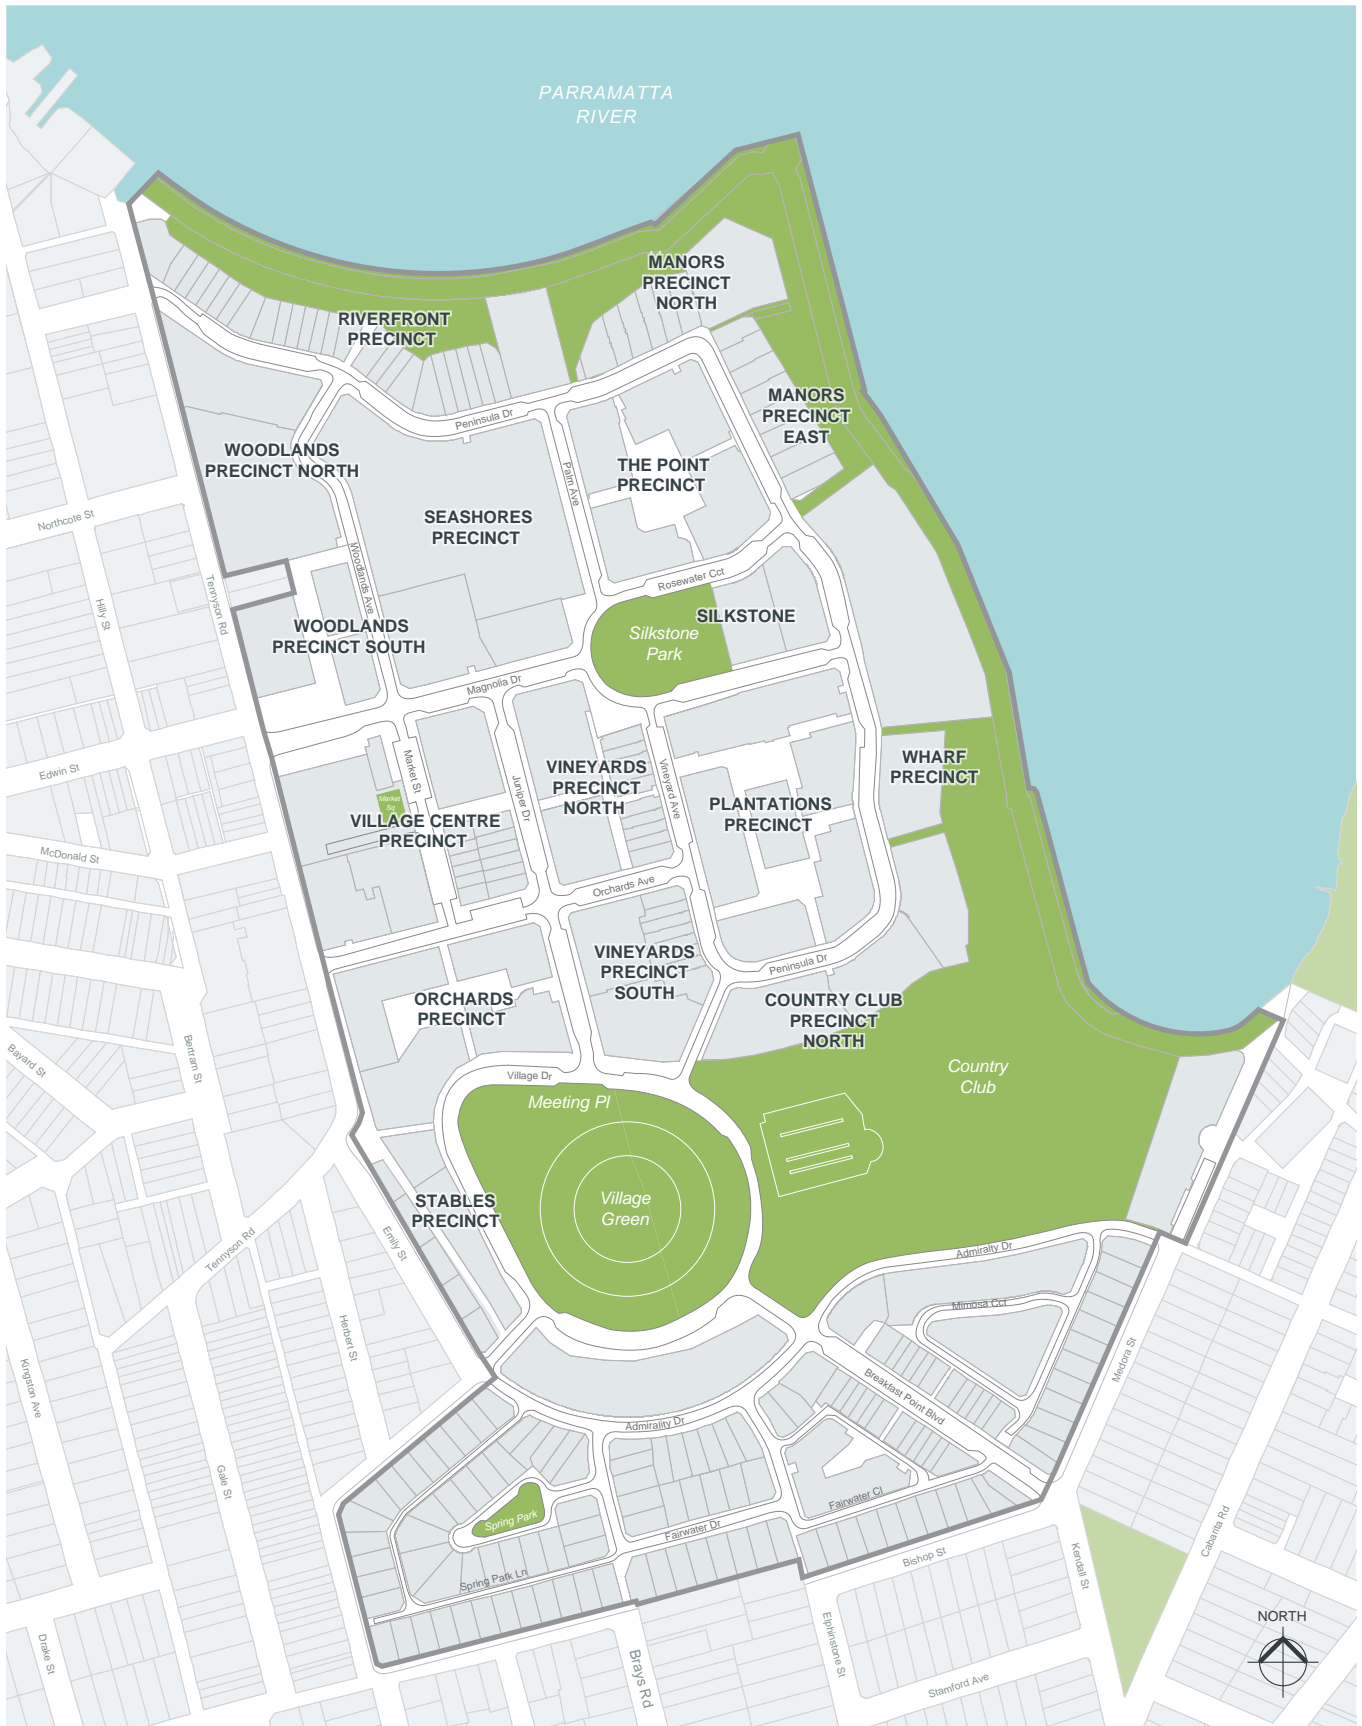 PARRAMATTA
RIVER
MANORS
PRECINCT
NORTH
RIVERFRONT
PRECINCT
MANORS
PRECINCT
EAST
Peninsula Dr
WOODLANDS
PRECINCT NORTH
THE POINT
PRECINCT
Palm Ave
SEASHORES
PRECINCT
Northcote St
Woodlands Ave
Rosewater Cct
Tennyson Rd
Hilly St
WOODLANDS
PRECINCT SOUTH
SILKSTONE
Silkstone
Park
Magnolia Dr
Edwin St
Market St
Juniper Dr
VINEYARDS
PRECINCT
NORTH
Vineyard Ave
WHARF
PRECINCT
Market
Sq
PLANTATIONS
PRECINCT
VILLAGE CENTRE
PRECINCT
McDonald St
Orchards Ave
VINEYARDS
PRECINCT
SOUTH
Peninsula Dr
ORCHARDS
PRECINCT
COUNTRY CLUB
PRECINCT
NORTH
Bayard St
Bertram St
Village Dr
Country
Club
Meeting Pl
STABLES
PRECINCT
Village
Green
Tennyson Rd
Emily St
Admiralty Dr
Mimosa Cct
Herbert St
Kingston Ave
Medora St
Breakfast Point Blvd
Admirality Dr
Gale St
Fairwater Cl
Spring Park
Fairwater Dr
Cabarita Rd
Bishop St
Kendall St
Spring Park Ln
Drake St
Brays Rd
Elphinstone St
Stamford Ave
NORTH